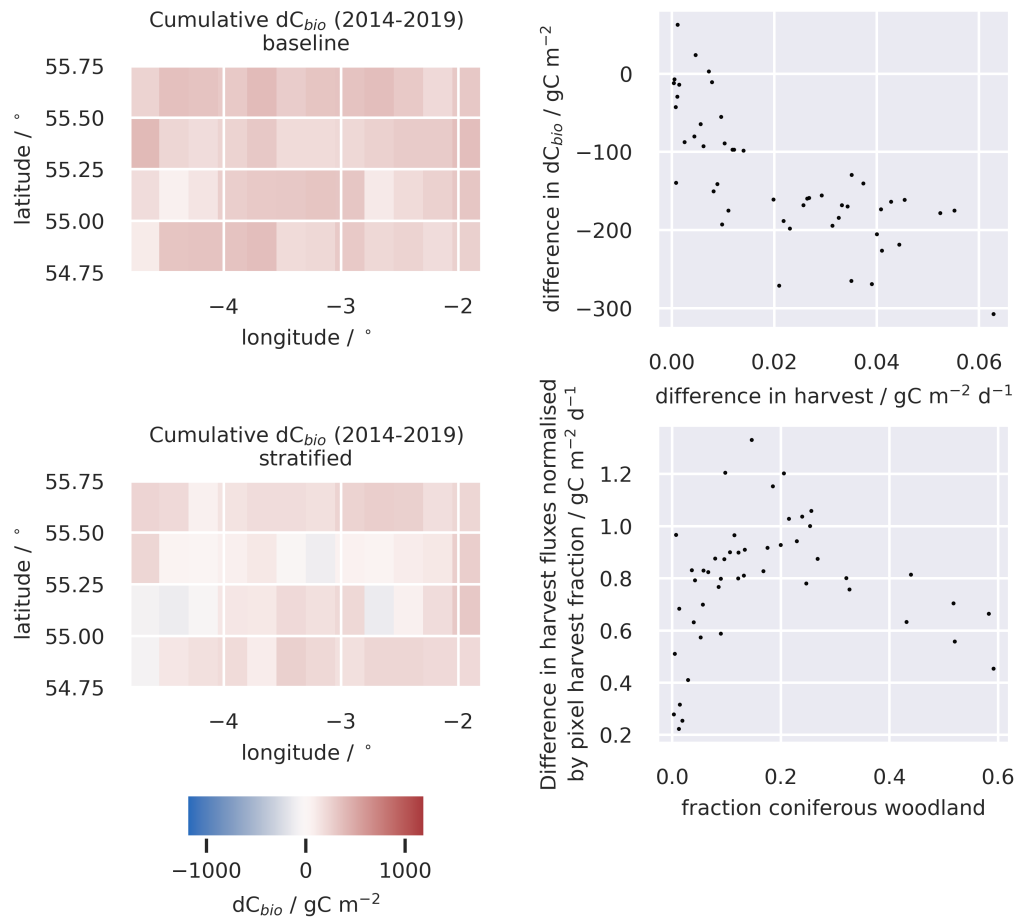 Cumulative dC_bio (2014-2019)
baseline
latitude / °
55.75
55.50
55.25
55.00
54.75
−4
−3
−2
longitude / °
difference in dC_bio / gC m⁻²
0
−100
−200
−300
0.00
0.02
0.04
0.06
difference in harvest / gC m⁻² d⁻¹
Cumulative dC_bio (2014-2019)
stratified
latitude / °
55.75
55.50
55.25
55.00
54.75
−4
−3
−2
longitude / °
−1000
0
1000
dC_bio / gC m⁻²
Difference in harvest fluxes normalised
by pixel harvest fraction / gC m⁻² d⁻¹
1.2
1.0
0.8
0.6
0.4
0.2
0.0
0.2
0.4
0.6
fraction coniferous woodland